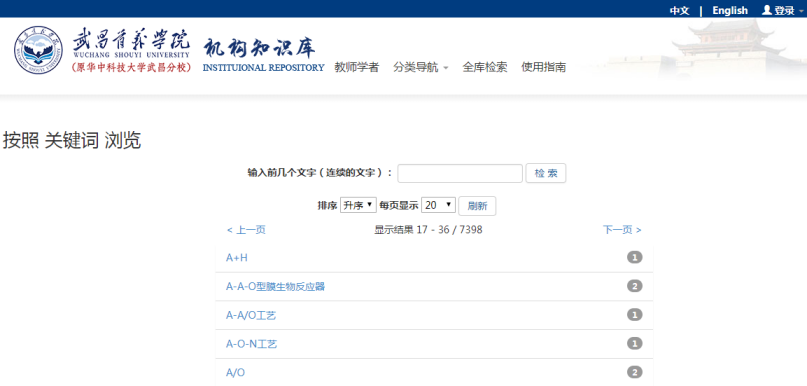 中文 | English 登录
武昌首义学院 机构知识库
WUCHANG SHOUYI UNIVERSITY
(原华中科技大学武昌分校) INSTITUIONAL REPOSITORY 教师学者 分类导航 全库检索 使用指南
按照 关键词 浏览
输入前几个文字(连续的文字): 检 索
排序 升序 每页显示 20 刷新
< 上一页 显示结果 17 - 36 / 7398 下一页 >
A+H 1
A-A-O型膜生物反应器 2
A-A/O工艺 1
A-O-N工艺 1
A/O 2